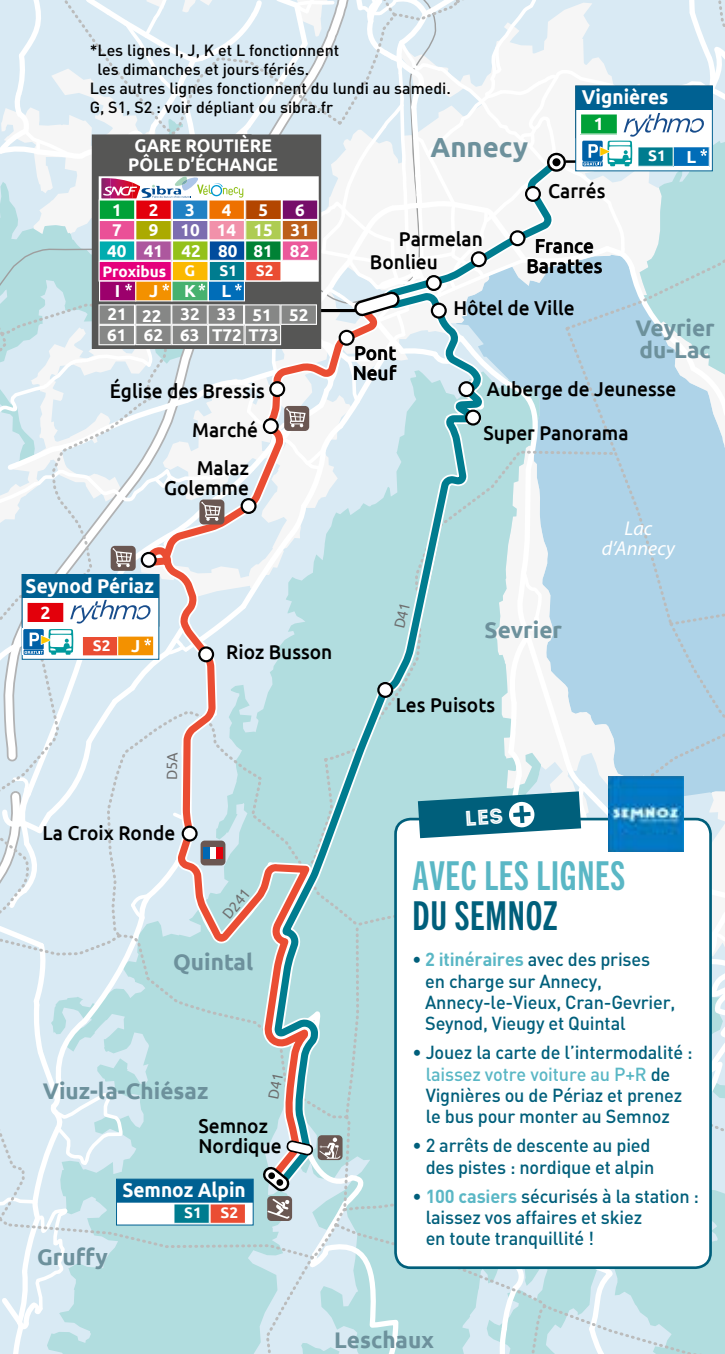 *Les lignes I, J, K et L fonctionnent
les dimanches et jours fériés.
Les autres lignes fonctionnent du lundi au samedi.
G, S1, S2 : voir dépliant ou sibra.fr
Vignières
1 rythmo
P GRATUIT S1 L*
GARE ROUTIÈRE
PÔLE D'ÉCHANGE
SNCF Sibra VélOnecy
1 2 3 4 5 6
7 9 10 14 15 31
40 41 42 80 81 82
Proxibus G S1 S2
I* J* K* L*
21 22 32 33 51 52
61 62 63 T72 T73
Annecy
Carrés
Parmelan
France
Barattes
Bonlieu
Hôtel de Ville
Veyrier
du-Lac
Pont
Neuf
Église des Bressis
Auberge de Jeunesse
Marché
Super Panorama
Malaz
Golemme
Lac
d'Annecy
Seynod Périaz
2 rythmo
P GRATUIT S2 J*
D41
Sevrier
Rioz Busson
Les Puisots
D5A
La Croix Ronde
D241
Quintal
Viuz-la-Chiésaz
D41
Semnoz
Nordique
Semnoz Alpin
S1 S2
Gruffy
Leschaux
LES +
SEMNOZ
AVEC LES LIGNES
DU SEMNOZ
• 2 itinéraires avec des prises
en charge sur Annecy,
Annecy-le-Vieux, Cran-Gevrier,
Seynod, Vieugy et Quintal
• Jouez la carte de l'intermodalité :
laissez votre voiture au P+R de
Vignières ou de Périaz et prenez
le bus pour monter au Semnoz
• 2 arrêts de descente au pied
des pistes : nordique et alpin
• 100 casiers sécurisés à la station :
laissez vos affaires et skiez
en toute tranquillité !